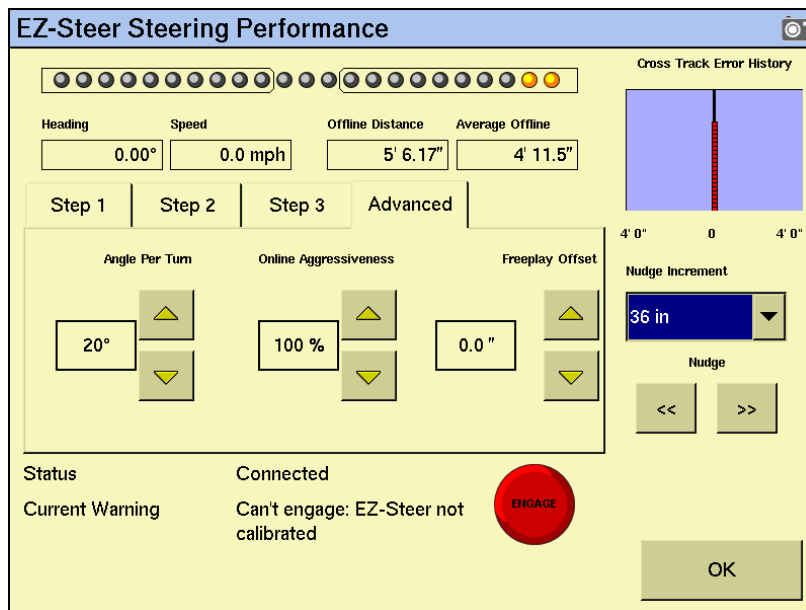 EZ-Steer Steering Performance
Cross Track Error History
Heading Speed Offline Distance Average Offline
0.00° 0.0 mph 5' 6.17" 4' 11.5"
Step 1 Step 2 Step 3 Advanced
4' 0" 0 4' 0"
Angle Per Turn Online Aggressiveness Freeplay Offset
20° 100 % 0.0 "
Nudge Increment
36 in
Nudge
<< >>
Status Connected
Current Warning Can't engage: EZ-Steer not
calibrated
ENGAGE
OK